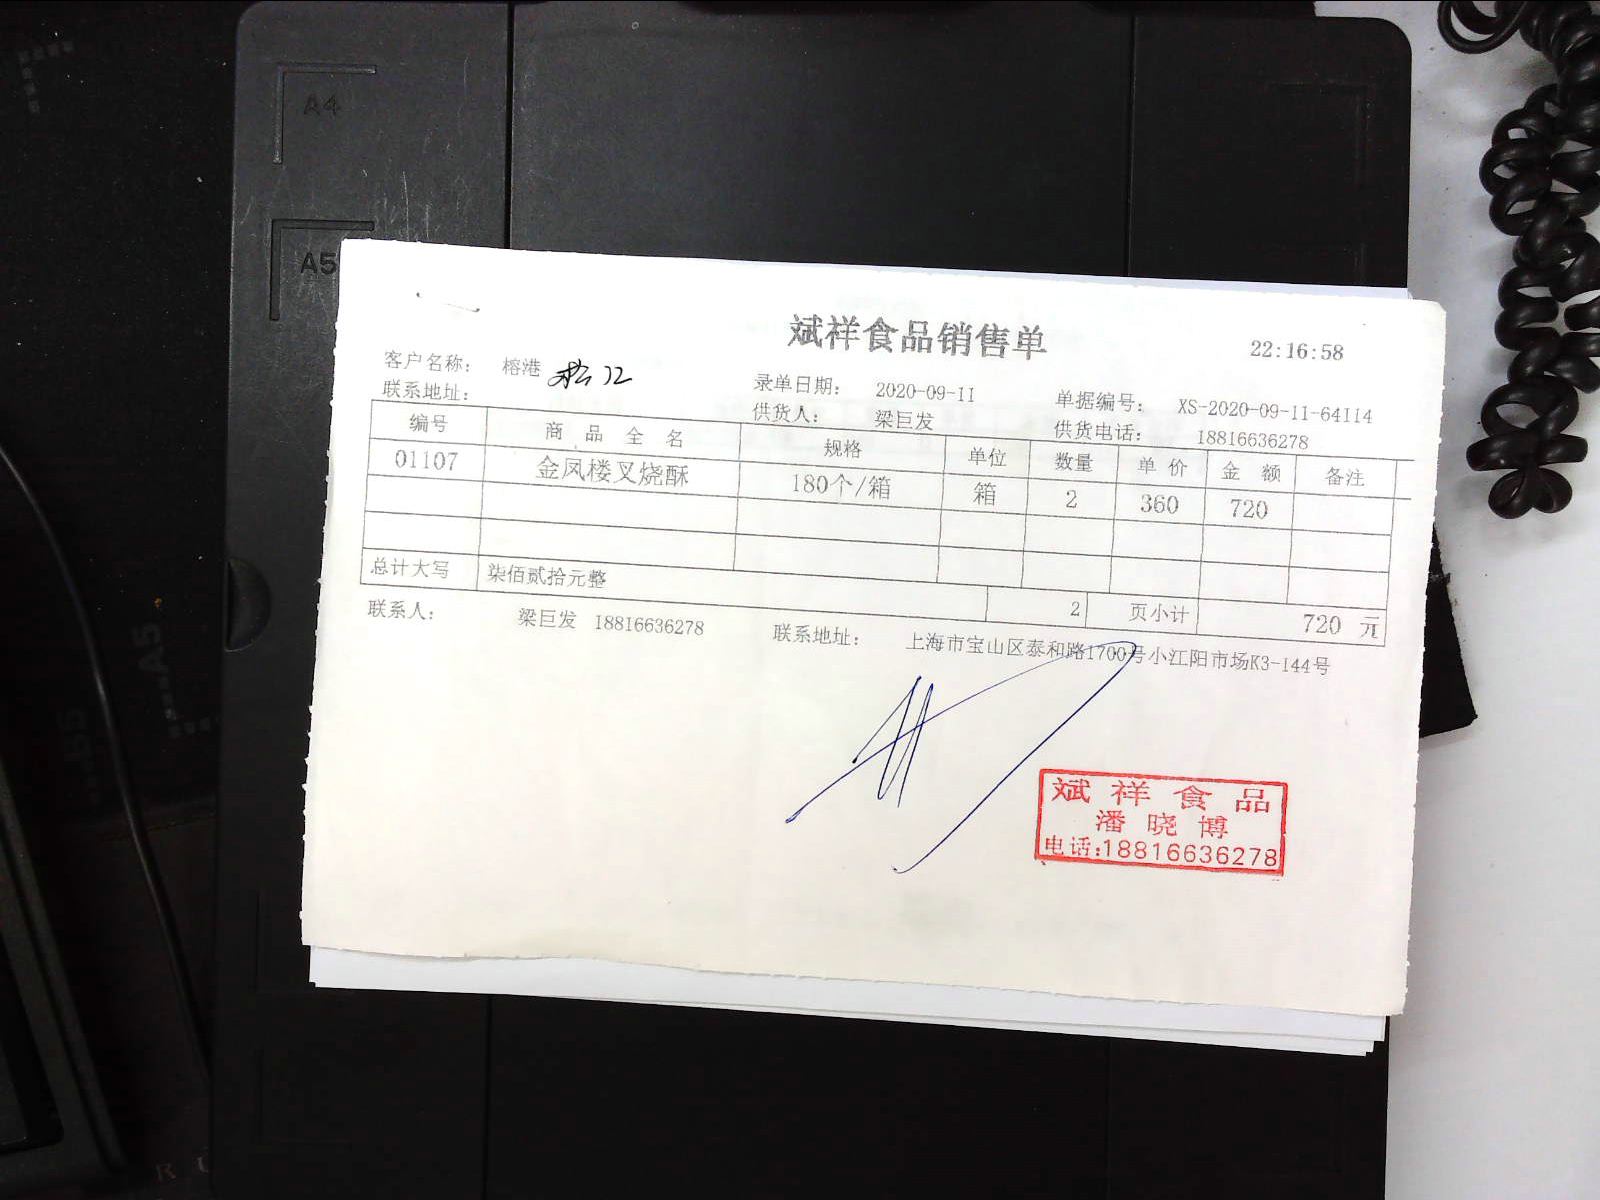 A4
A5
斌祥食品销售单
22:16:58
客户名称: 榕港 松江 录单日期: 2020-09-11 单据编号: XS-2020-09-11-64114
联系地址: 供货人: 梁巨发 供货电话: 18816636278
编号 商品全名 规格 单位 数量 单价 金额 备注
01107 金凤楼叉烧酥 180个/箱 箱 2 360 720
总计大写 柒佰贰拾元整 2 页小计 720 元
联系人: 梁巨发 18816636278 联系地址: 上海市宝山区泰和路1700号小江阳市场K3-144号
斌祥食品
潘晓博
电话:18816636278
A5